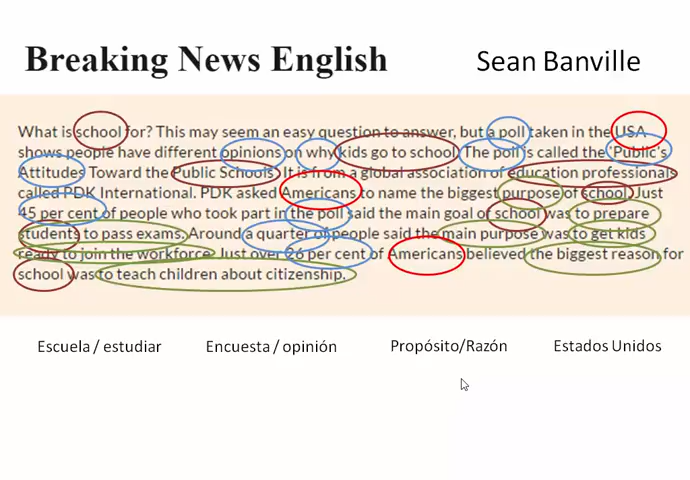 Breaking News English
Sean Banville
What is school for? This may seem an easy question to answer, but a poll taken in the USA
shows people have different opinions on why kids go to school. The poll is called the 'Public's
Attitudes Toward the Public Schools'. It is from a global association of education professionals
called PDK International. PDK asked Americans to name the biggest purpose of school. Just
45 per cent of people who took part in the poll said the main goal of school was to prepare
students to pass exams. Around a quarter of people said the main purpose was to get kids
ready to join the workforce. Just over 26 per cent of Americans believed the biggest reason for
school was to teach children about citizenship.
Escuela / estudiar
Encuesta / opinión
Propósito/Razón
Estados Unidos